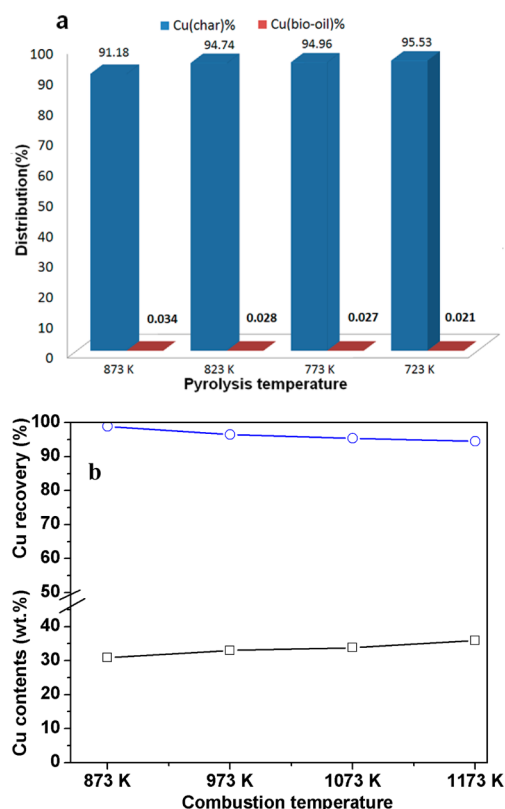 a
Cu(char)% Cu(bio-oil)%
91.18 94.74 94.96 95.53
100
90
80
70
60
50
40
30
20
10
0
Distribution(%)
0.034 0.028 0.027 0.021
873 K 823 K 773 K 723 K
Pyrolysis temperature
b
Cu recovery (%)
100
90
80
70
60
50
Cu contents (wt.%)
40
30
20
10
0
873 K 973 K 1073 K 1173 K
Combustion temperature